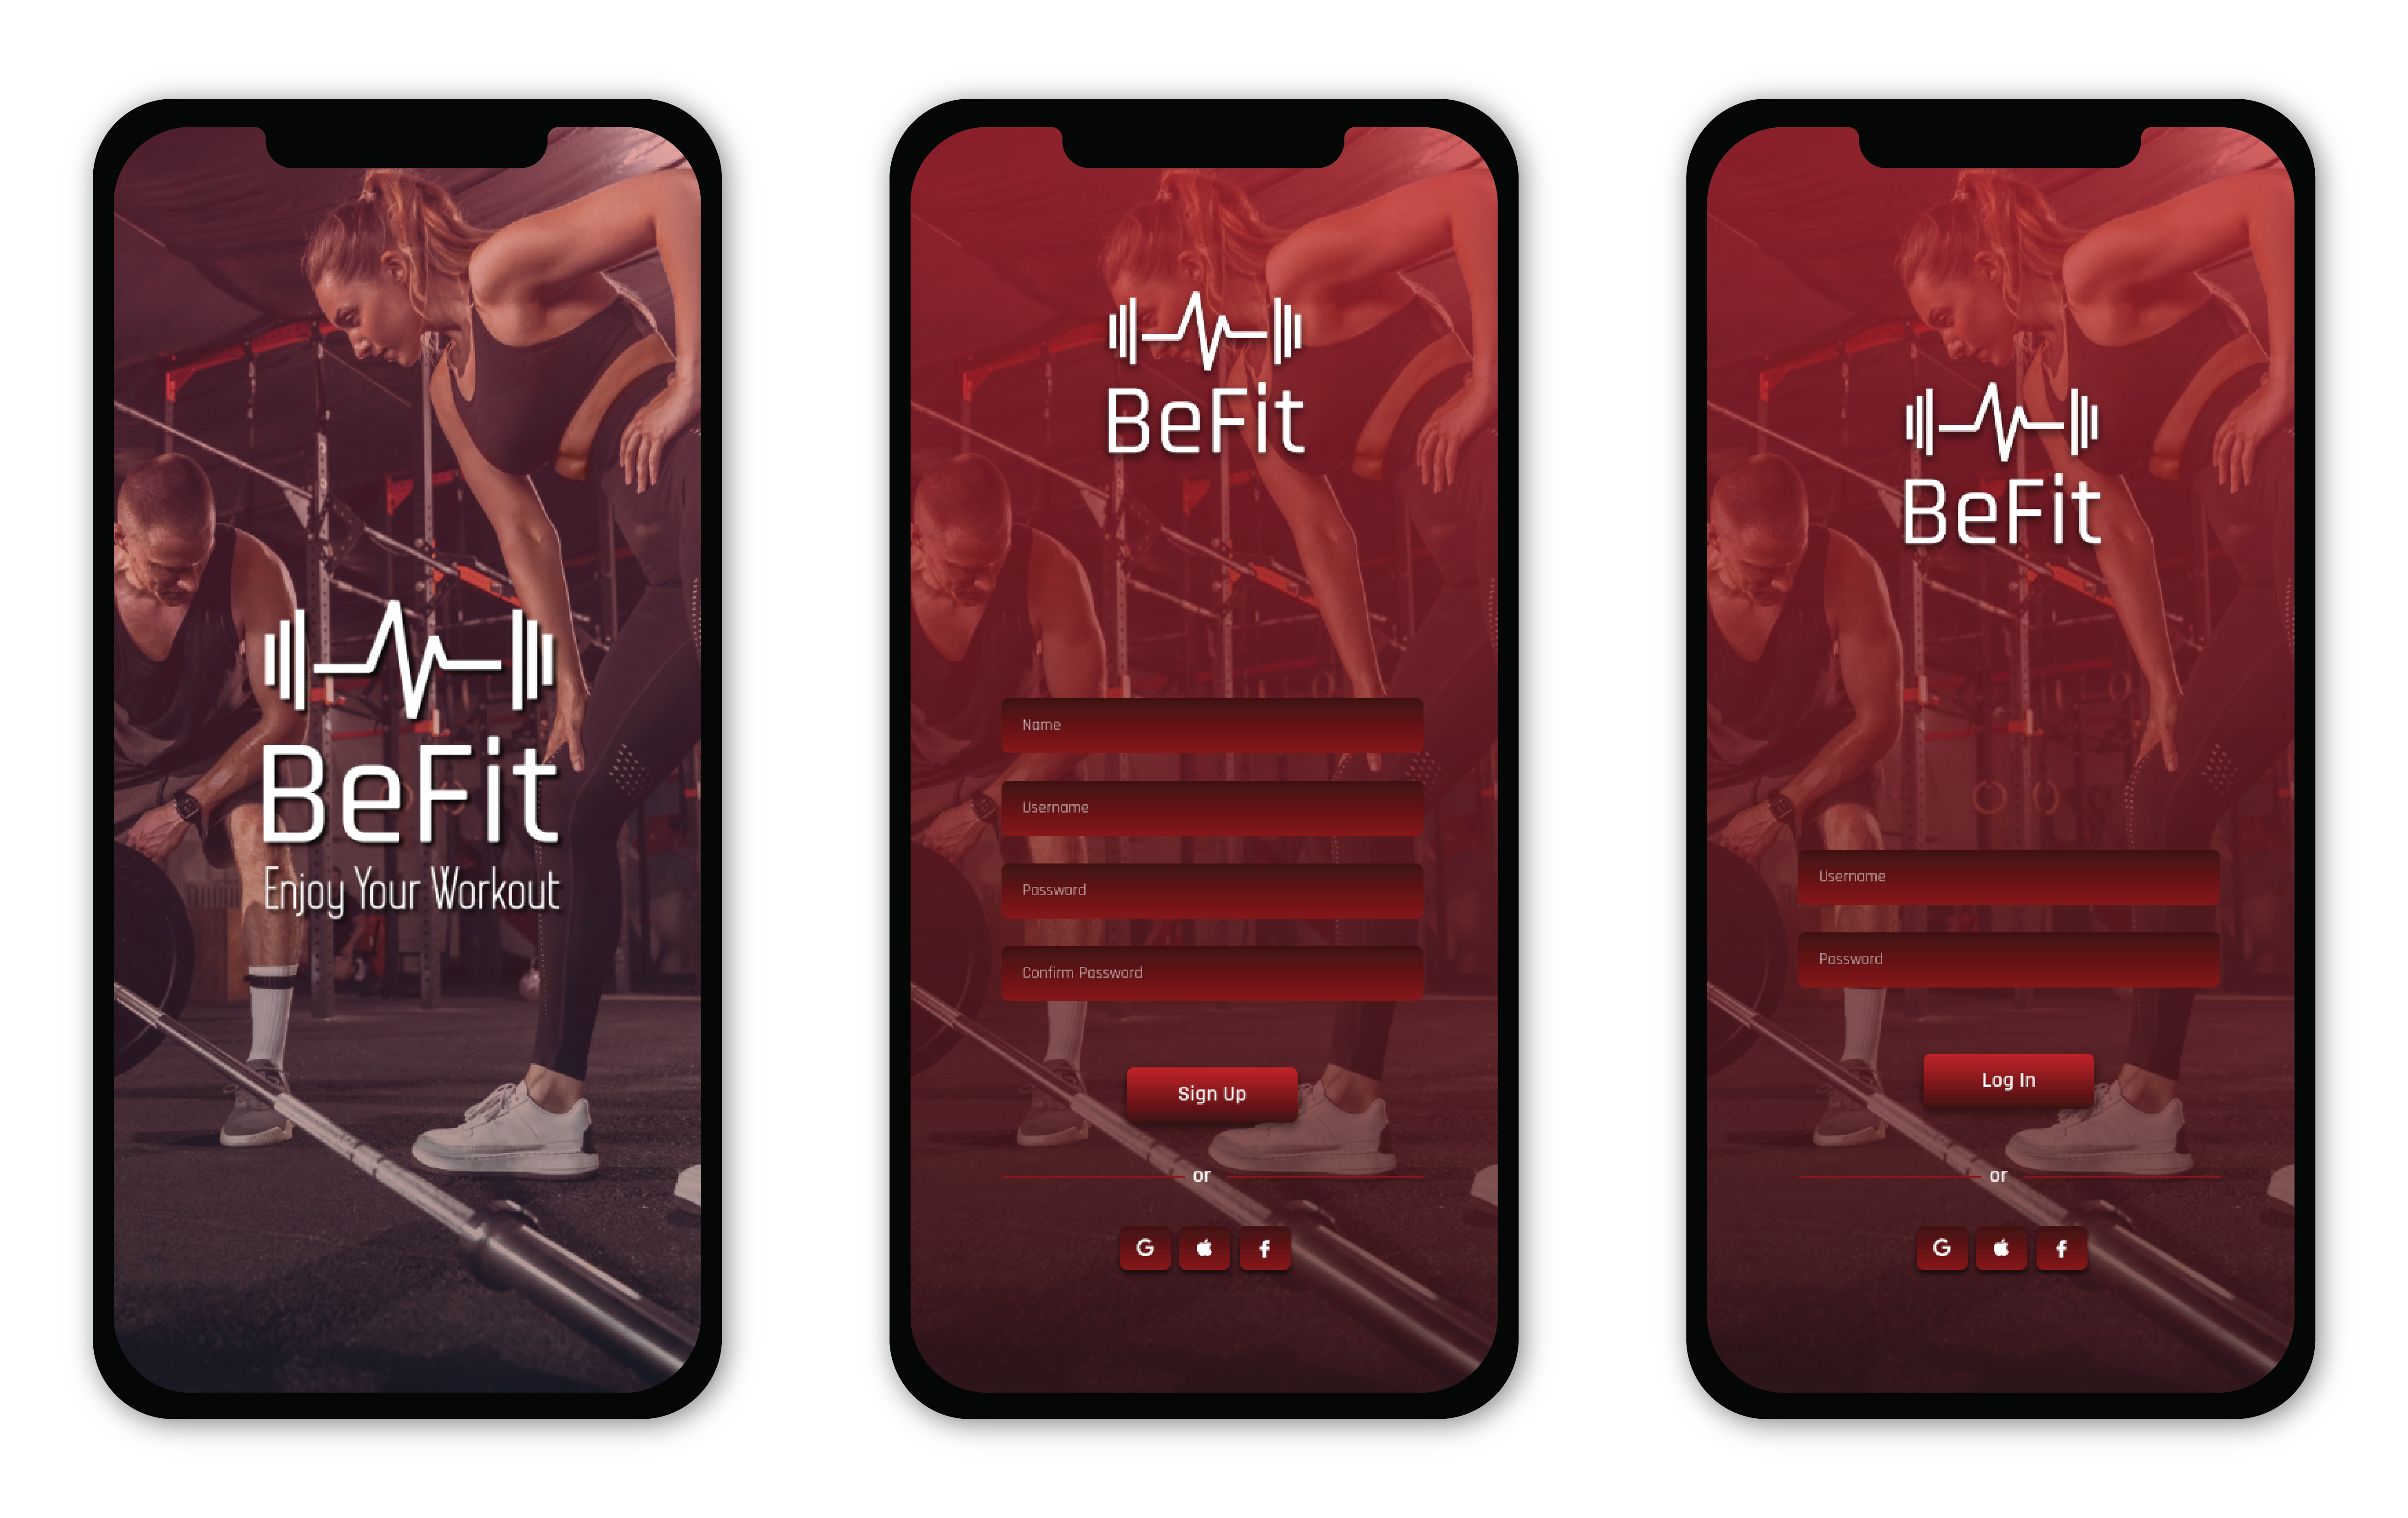 BeFit
Enjoy Your Workout
BeFit
Name
Username
Password
Confirm Password
Sign Up
or
G
f
BeFit
Username
Password
Log In
or
G
f